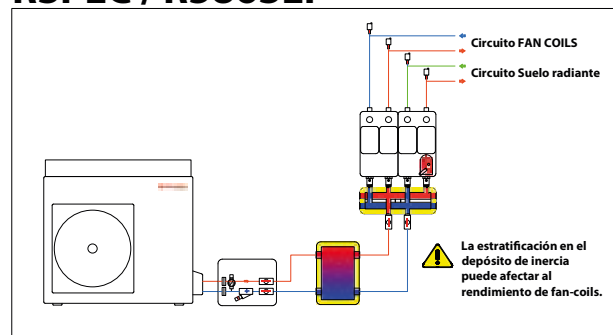 Circuito FAN COILS
Circuito Suelo radiante
La estratificación en el
depósito de inercia
puede afectar al
rendimiento de fan-coils.